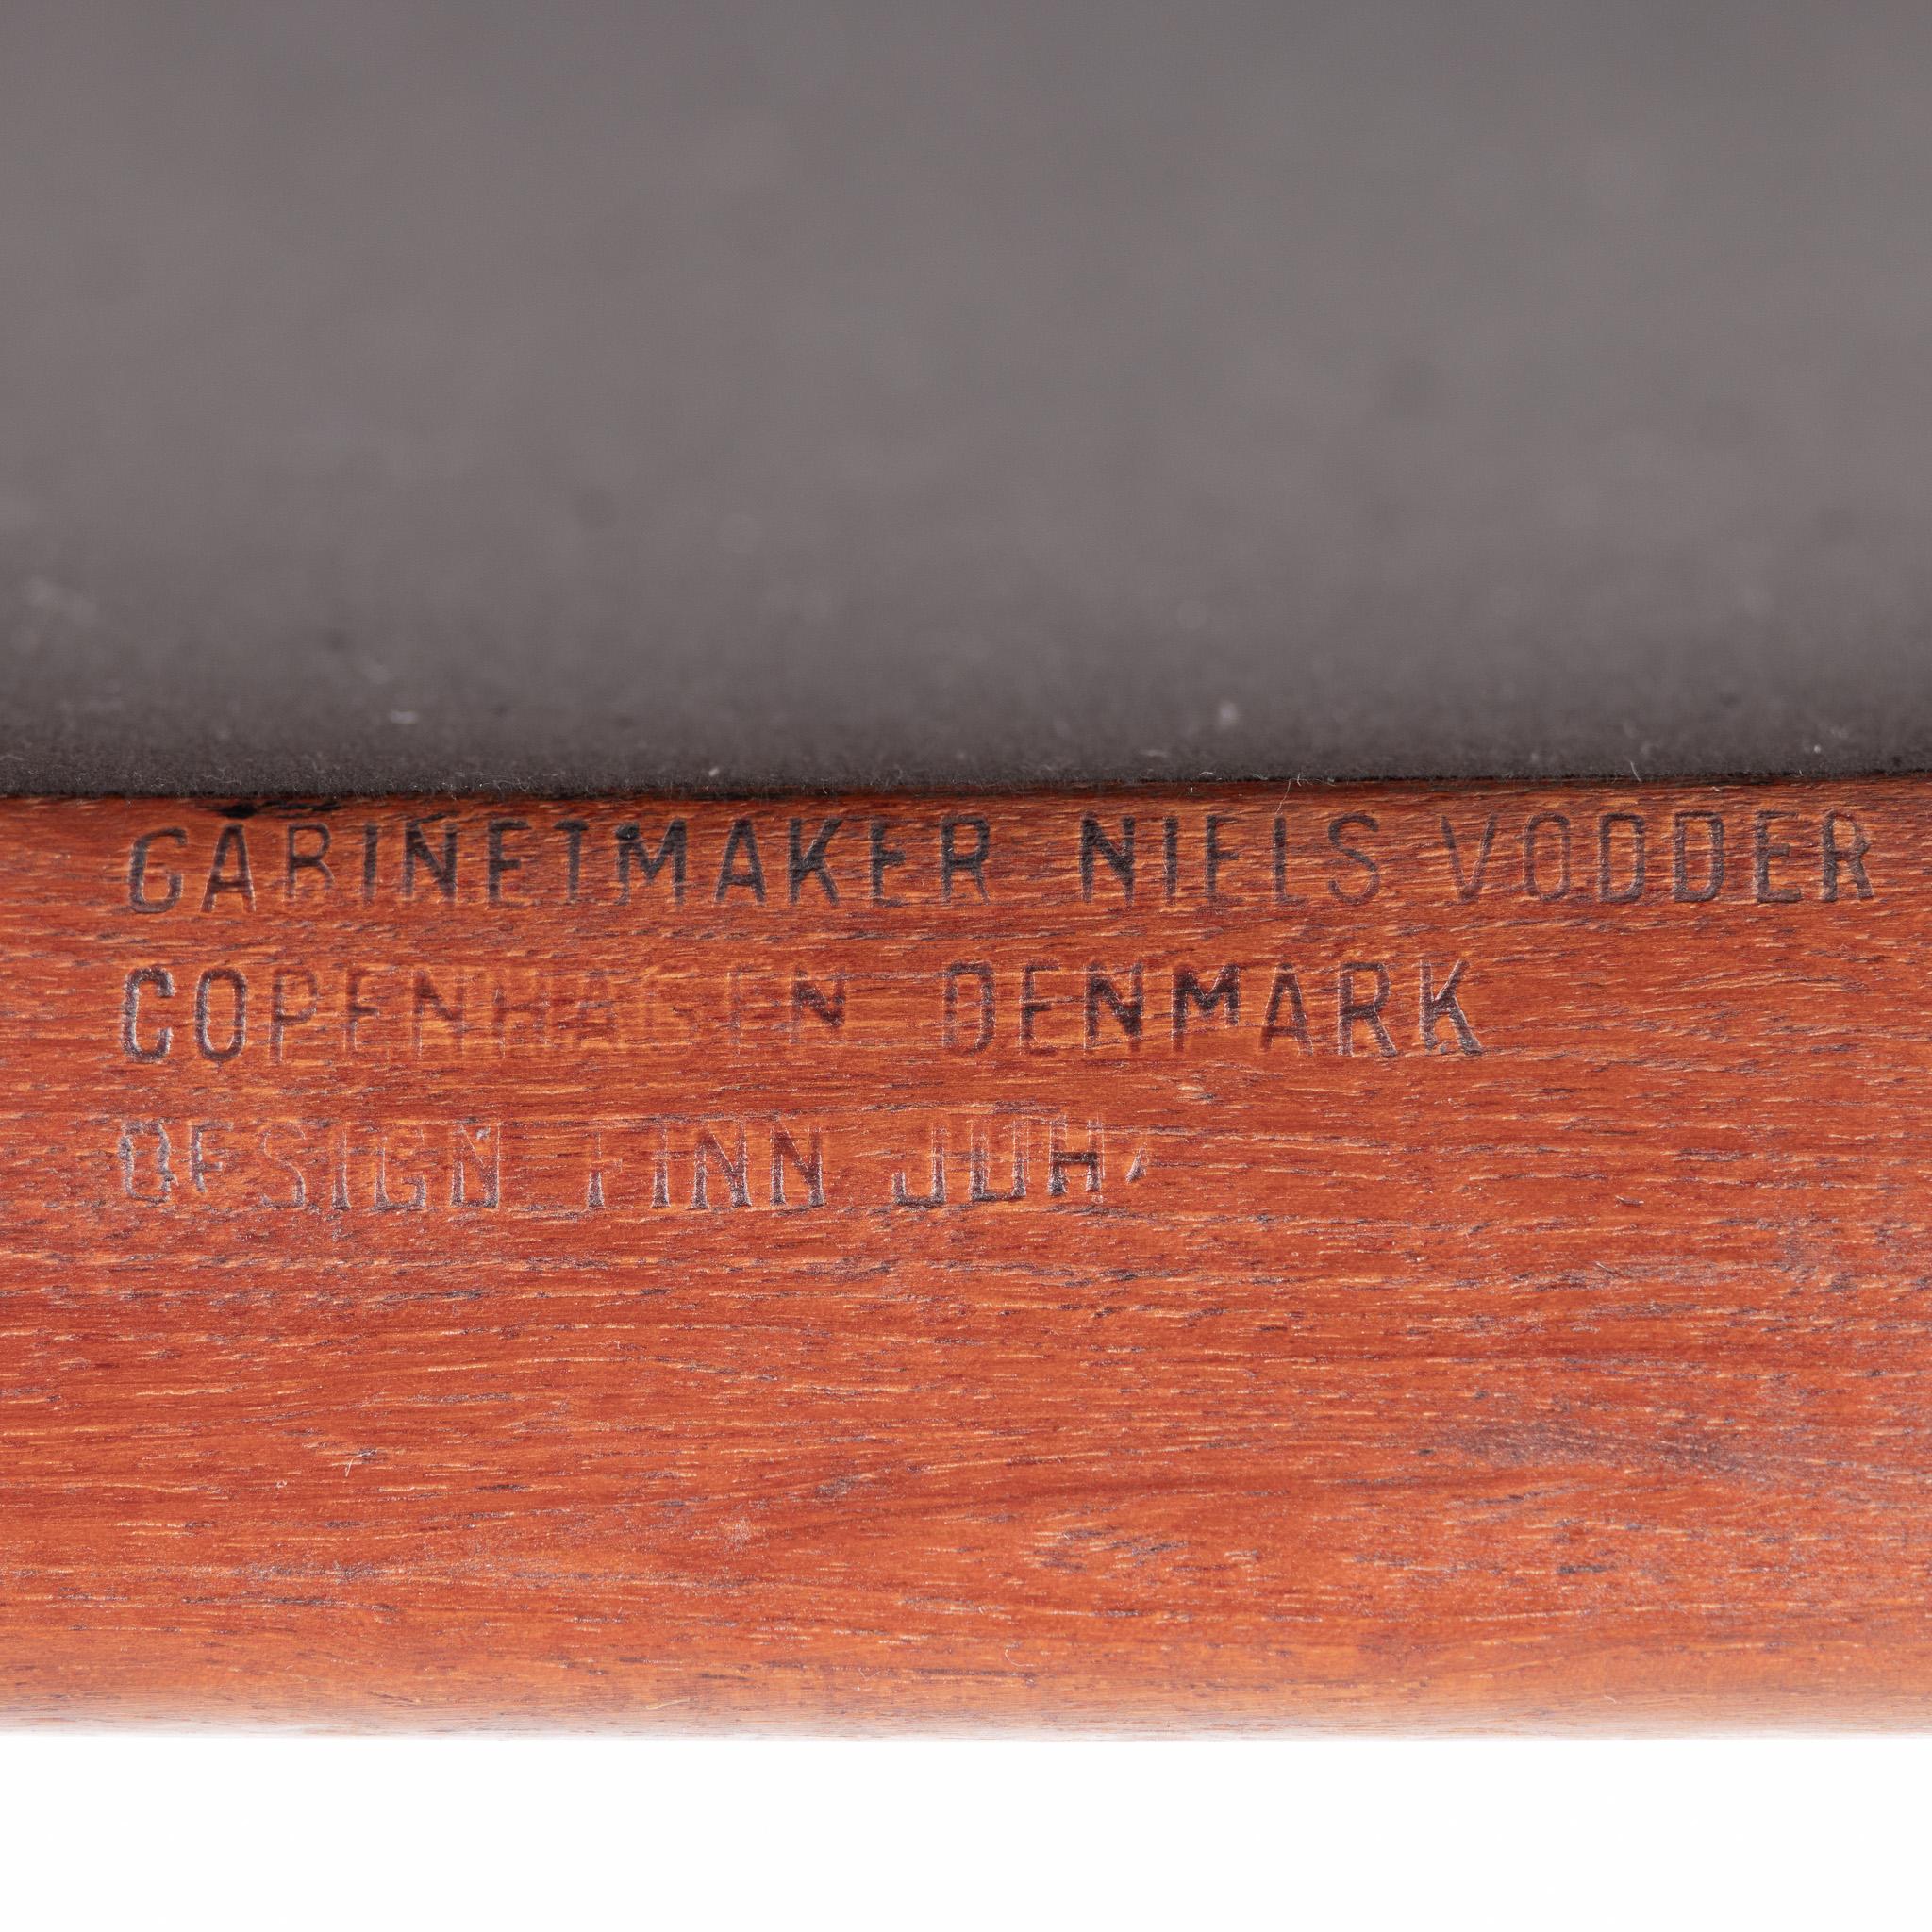 CABINETMAKER NIELS VODDER
COPENHAGEN DENMARK
DESIGN FINN JUHL